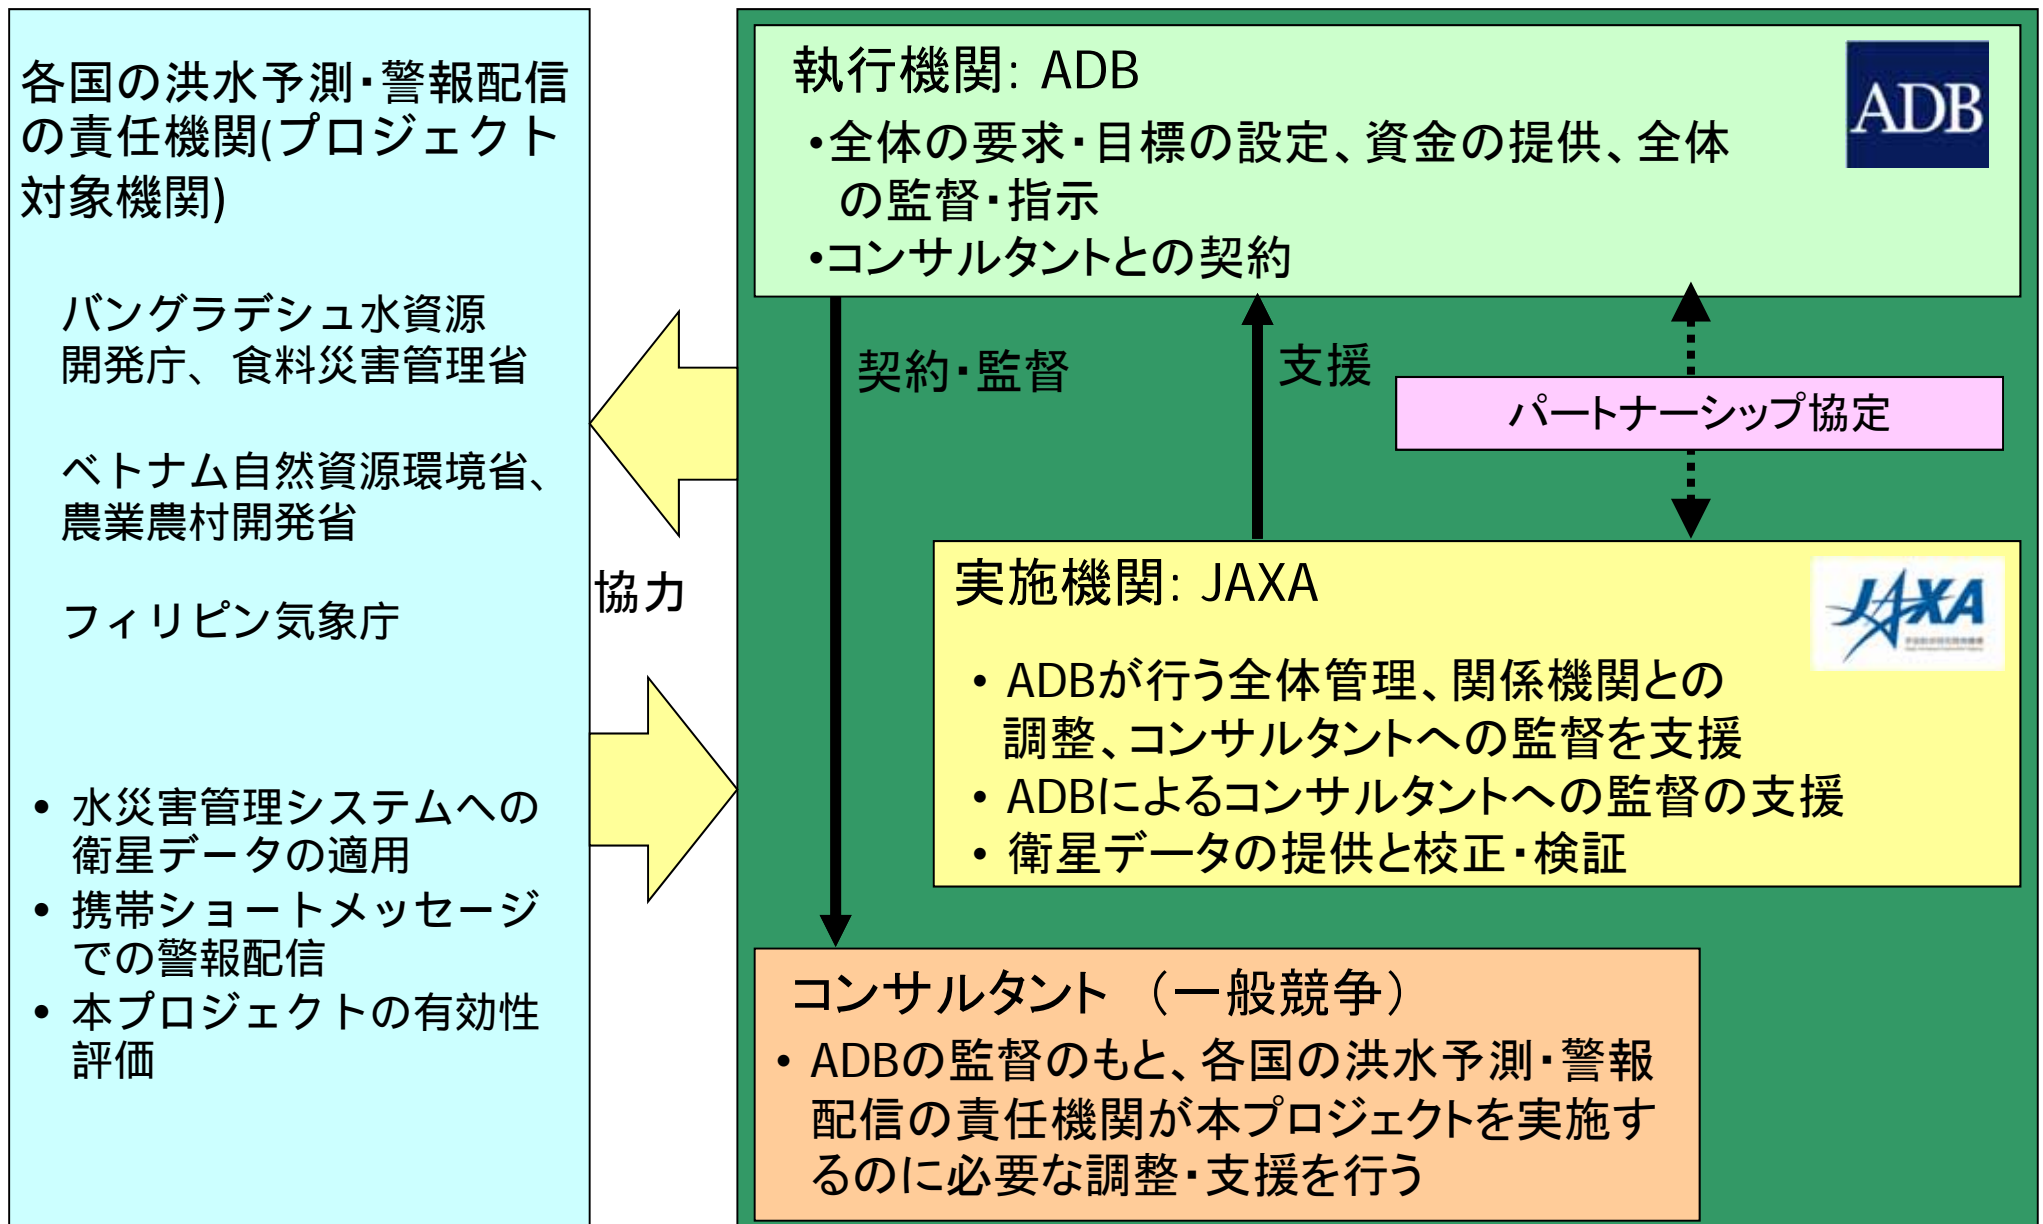 各国の洪水予測・警報配信
の責任機関(プロジェクト
対象機関)
バングラデシュ水資源
開発庁、食料災害管理省
ベトナム自然資源環境省、
農業農村開発省
フィリピン気象庁
• 水災害管理システムへの
衛星データの適用
• 携帯ショートメッセージ
での警報配信
• 本プロジェクトの有効性
評価
協力
執行機関: ADB
ADB
•全体の要求・目標の設定、資金の提供、全体
の監督・指示
•コンサルタントとの契約
契約・監督
支援
パートナーシップ協定
実施機関: JAXA
JAXA
• ADBが行う全体管理、関係機関との
調整、コンサルタントへの監督を支援
• ADBによるコンサルタントへの監督の支援
• 衛星データの提供と校正・検証
コンサルタント （一般競争）
• ADBの監督のもと、各国の洪水予測・警報
配信の責任機関が本プロジェクトを実施す
るのに必要な調整・支援を行う